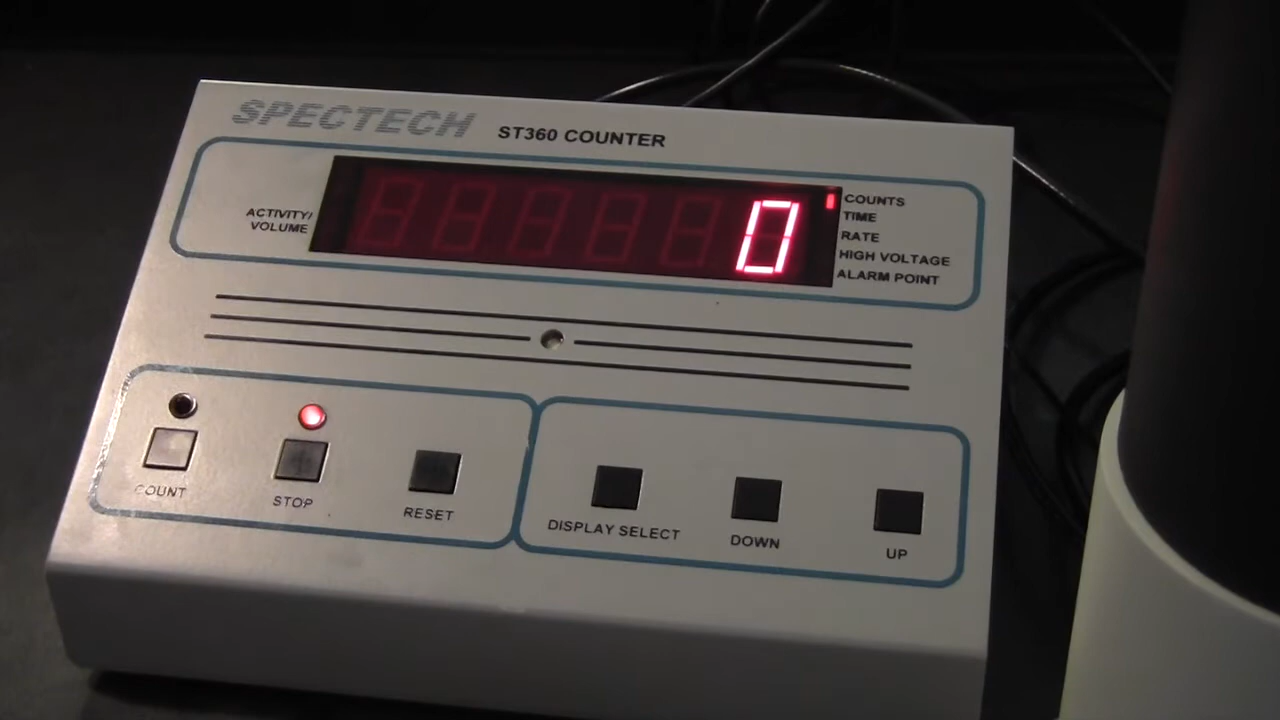 SPECTECH ST360 COUNTER
ACTIVITY/
VOLUME
0
COUNTS
TIME
RATE
HIGH VOLTAGE
ALARM POINT
COUNT
STOP
RESET
DISPLAY SELECT
DOWN
UP